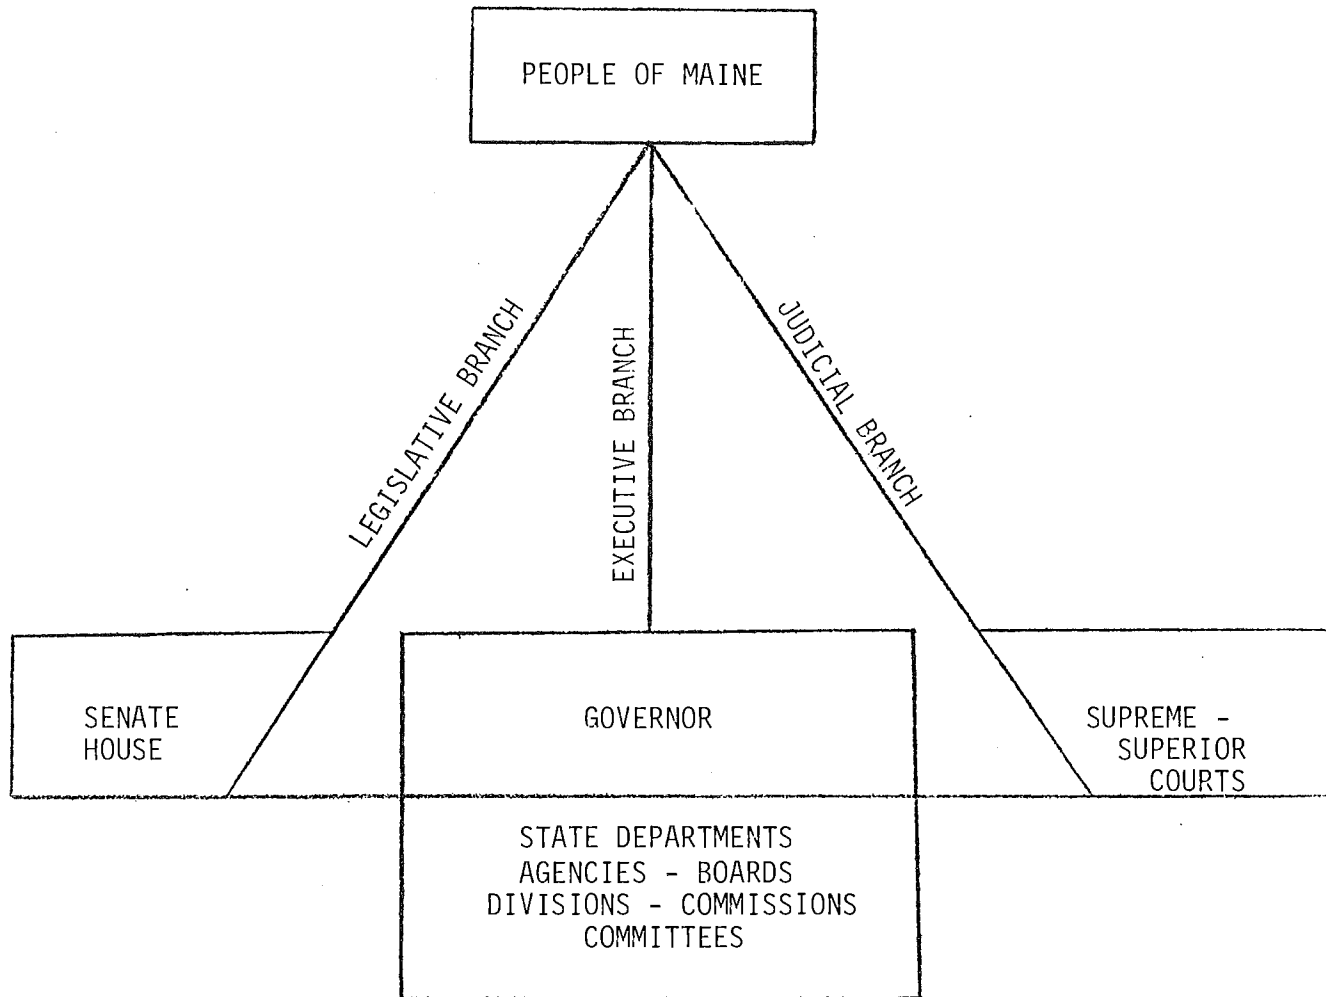 PEOPLE OF MAINE
LEGISLATIVE BRANCH
EXECUTIVE BRANCH
JUDICIAL BRANCH
SENATE
HOUSE
GOVERNOR
SUPREME -
SUPERIOR
COURTS
STATE DEPARTMENTS
AGENCIES - BOARDS
DIVISIONS - COMMISSIONS
COMMITTEES